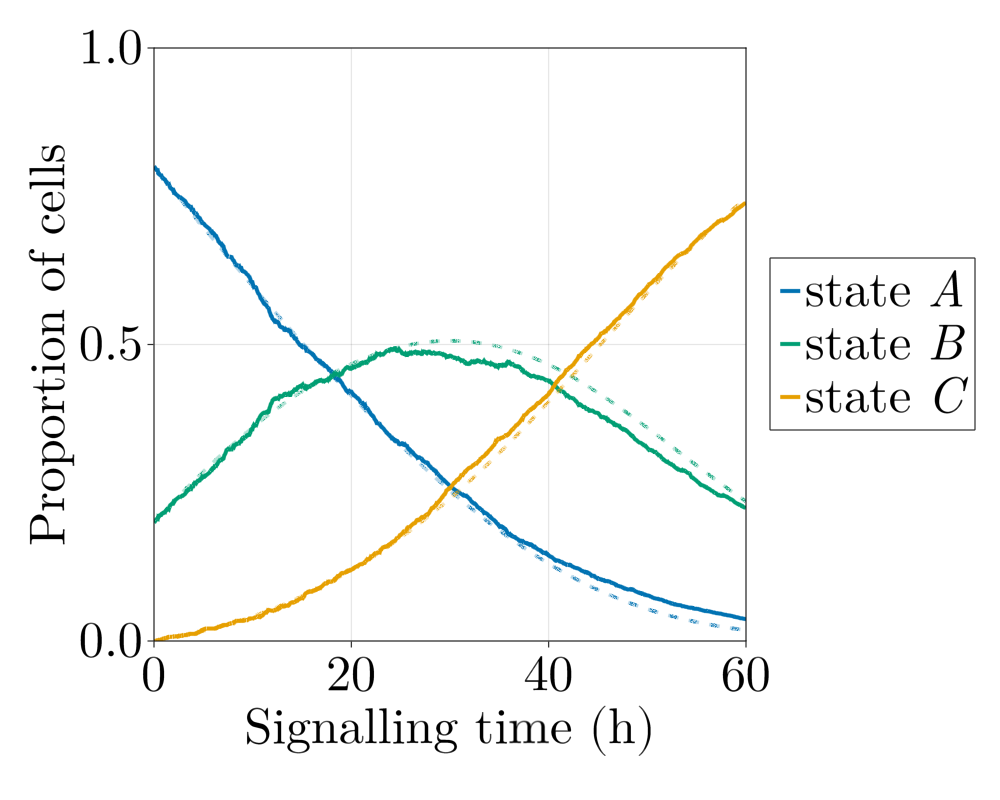 1.0
0.5
0.0
Proportion of cells
0 20 40 60
Signalling time (h)
state A
state B
state C